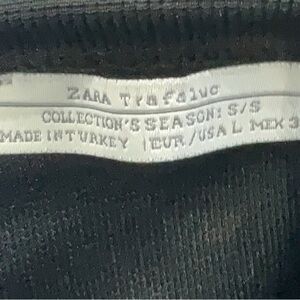 ZARA Trafaluc
COLLECTION'S SEASON: S/S
MADE IN TURKEY | EUR/USA L MEX 3